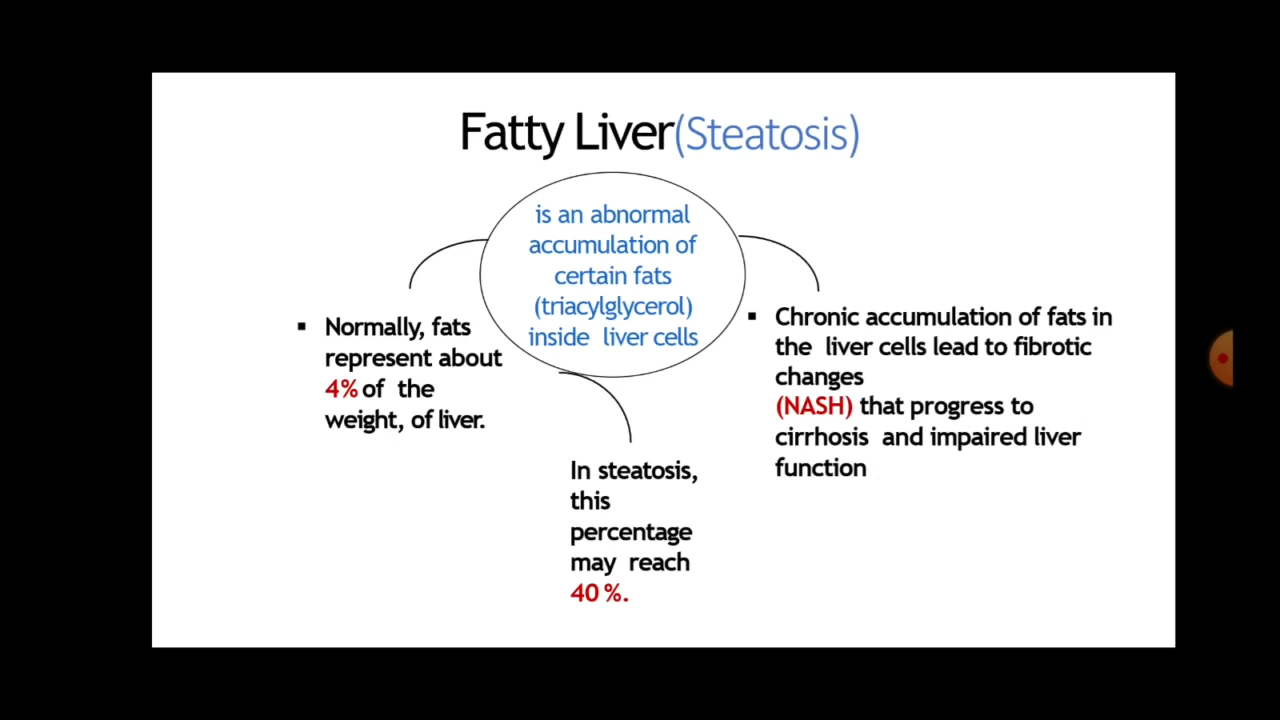 Fatty Liver(Steatosis)
is an abnormal
accumulation of
certain fats
(triacylglycerol)
inside liver cells
▪ Normally, fats
represent about
4% of the
weight, of liver.
In steatosis,
this
percentage
may reach
40 %.
▪ Chronic accumulation of fats in
the liver cells lead to fibrotic
changes
(NASH) that progress to
cirrhosis and impaired liver
function